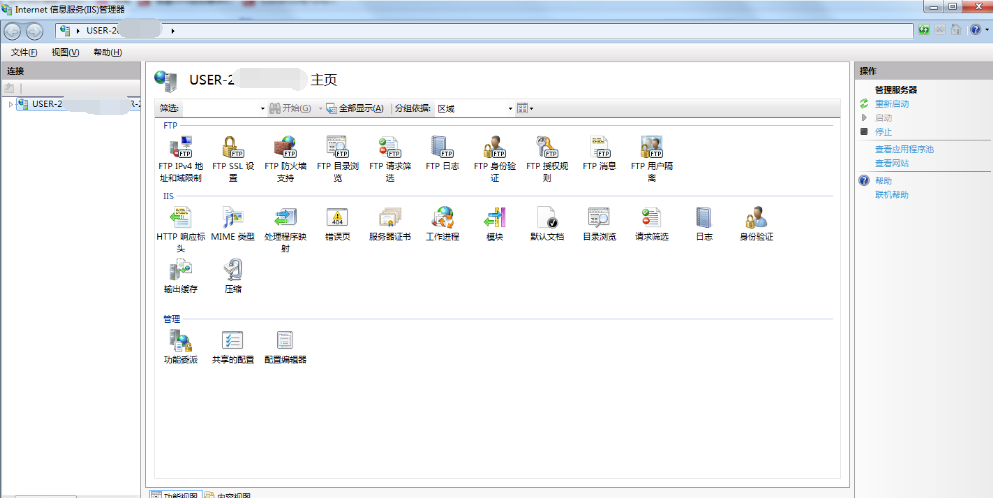 Internet 信息服务(IIS)管理器
USER-2
文件(F) 视图(V) 帮助(H)
连接
USER-2
USER-2 主页
筛选: 开始(G) 全部显示(A) 分组依据: 区域
FTP
FTP IPv4 地址和域限制
FTP SSL 设置
FTP 防火墙支持
FTP 目录浏览
FTP 请求筛选
FTP 日志
FTP 身份验证
FTP 授权规则
FTP 消息
FTP 用户隔离
IIS
HTTP 响应标头
MIME 类型
处理程序映射
错误页
服务器证书
工作进程
模块
默认文档
目录浏览
请求筛选
日志
身份验证
输出缓存
压缩
管理
功能委派
共享的配置
配置编辑器
功能视图 内容视图
操作
管理服务器
重新启动
启动
停止
查看应用程序池
查看网站
帮助
联机帮助